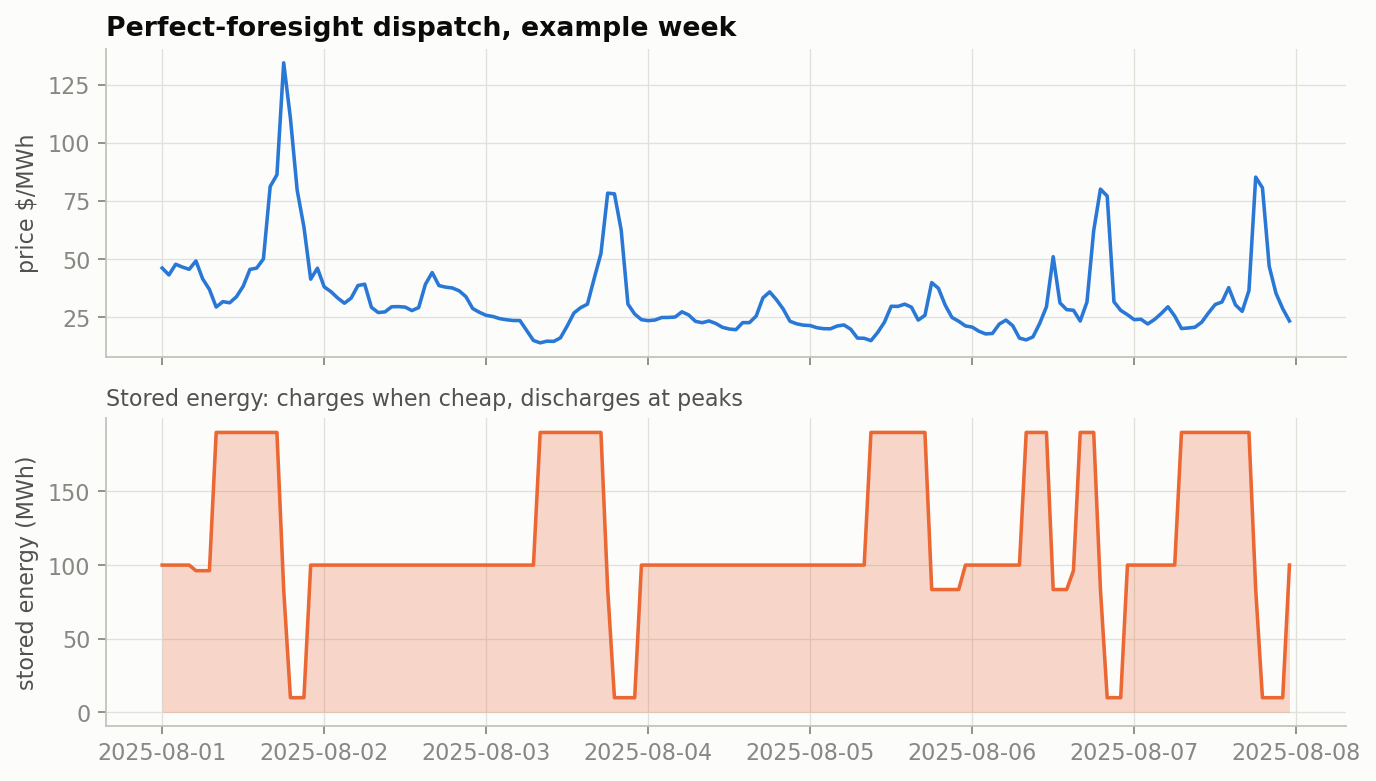 Perfect-foresight dispatch, example week
price $/MWh
125
100
75
50
25
Stored energy: charges when cheap, discharges at peaks
stored energy (MWh)
150
100
50
0
2025-08-01 2025-08-02 2025-08-03 2025-08-04 2025-08-05 2025-08-06 2025-08-07 2025-08-08